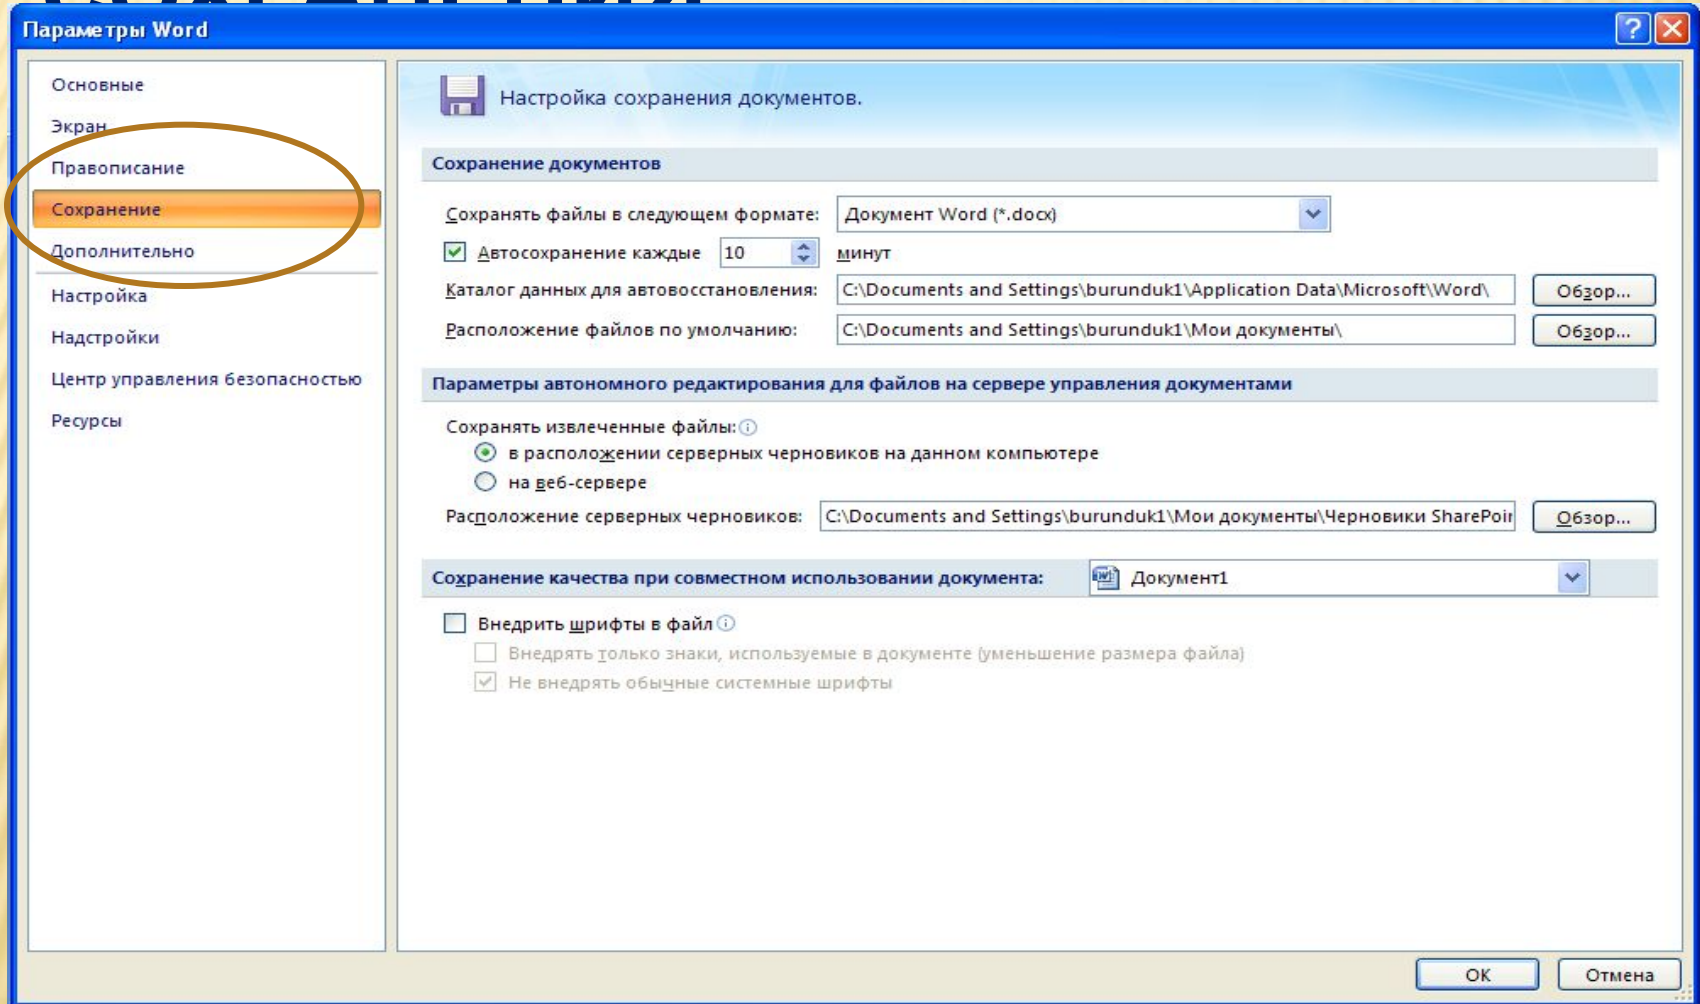 Параметры Word
Основные
Экран
Правописание
Сохранение
Дополнительно
Настройка
Надстройки
Центр управления безопасностью
Ресурсы
Настройка сохранения документов.
Сохранение документов
Сохранять файлы в следующем формате: Документ Word (*.docx)
Автосохранение каждые 10 минут
Каталог данных для автовосстановления: C:\Documents and Settings\burunduk1\Application Data\Microsoft\Word\ Обзор...
Расположение файлов по умолчанию: C:\Documents and Settings\burunduk1\Мои документы\ Обзор...
Параметры автономного редактирования для файлов на сервере управления документами
Сохранять извлеченные файлы:
в расположении серверных черновиков на данном компьютере
на веб-сервере
Расположение серверных черновиков: C:\Documents and Settings\burunduk1\Мои документы\Черновики SharePoin Обзор...
Сохранение качества при совместном использовании документа: Документ1
Внедрить шрифты в файл
Внедрять только знаки, используемые в документе (уменьшение размера файла)
Не внедрять обычные системные шрифты
ОК Отмена